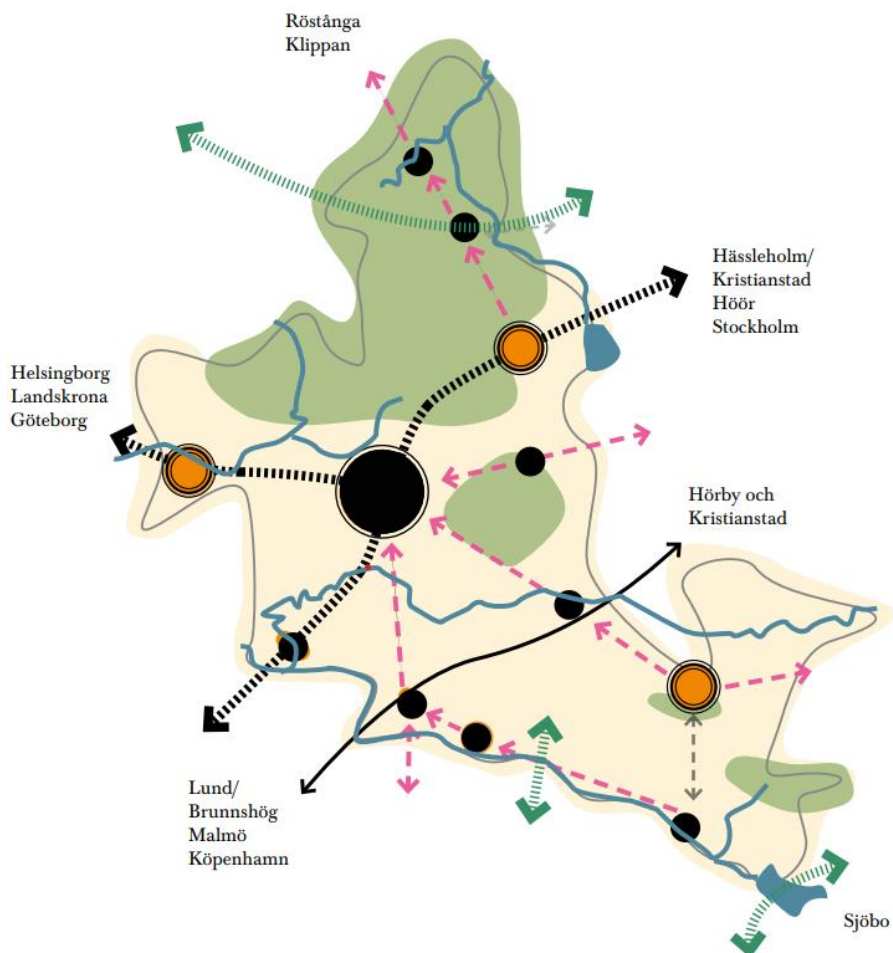 Röstånga
Klippan
Hässleholm/
Kristianstad
Höör
Stockholm
Helsingborg
Landskrona
Göteborg
Hörby och
Kristianstad
Lund/
Brunnshög
Malmö
Köpenhamn
Sjöbo